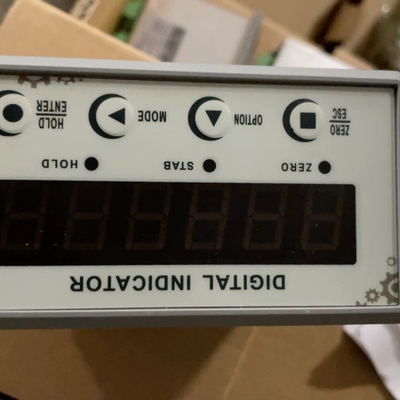 DIGITAL INDICATOR
ZERO STAB HOLD
ZERO
ESC
OPTION
MODE
HOLD
ENTER